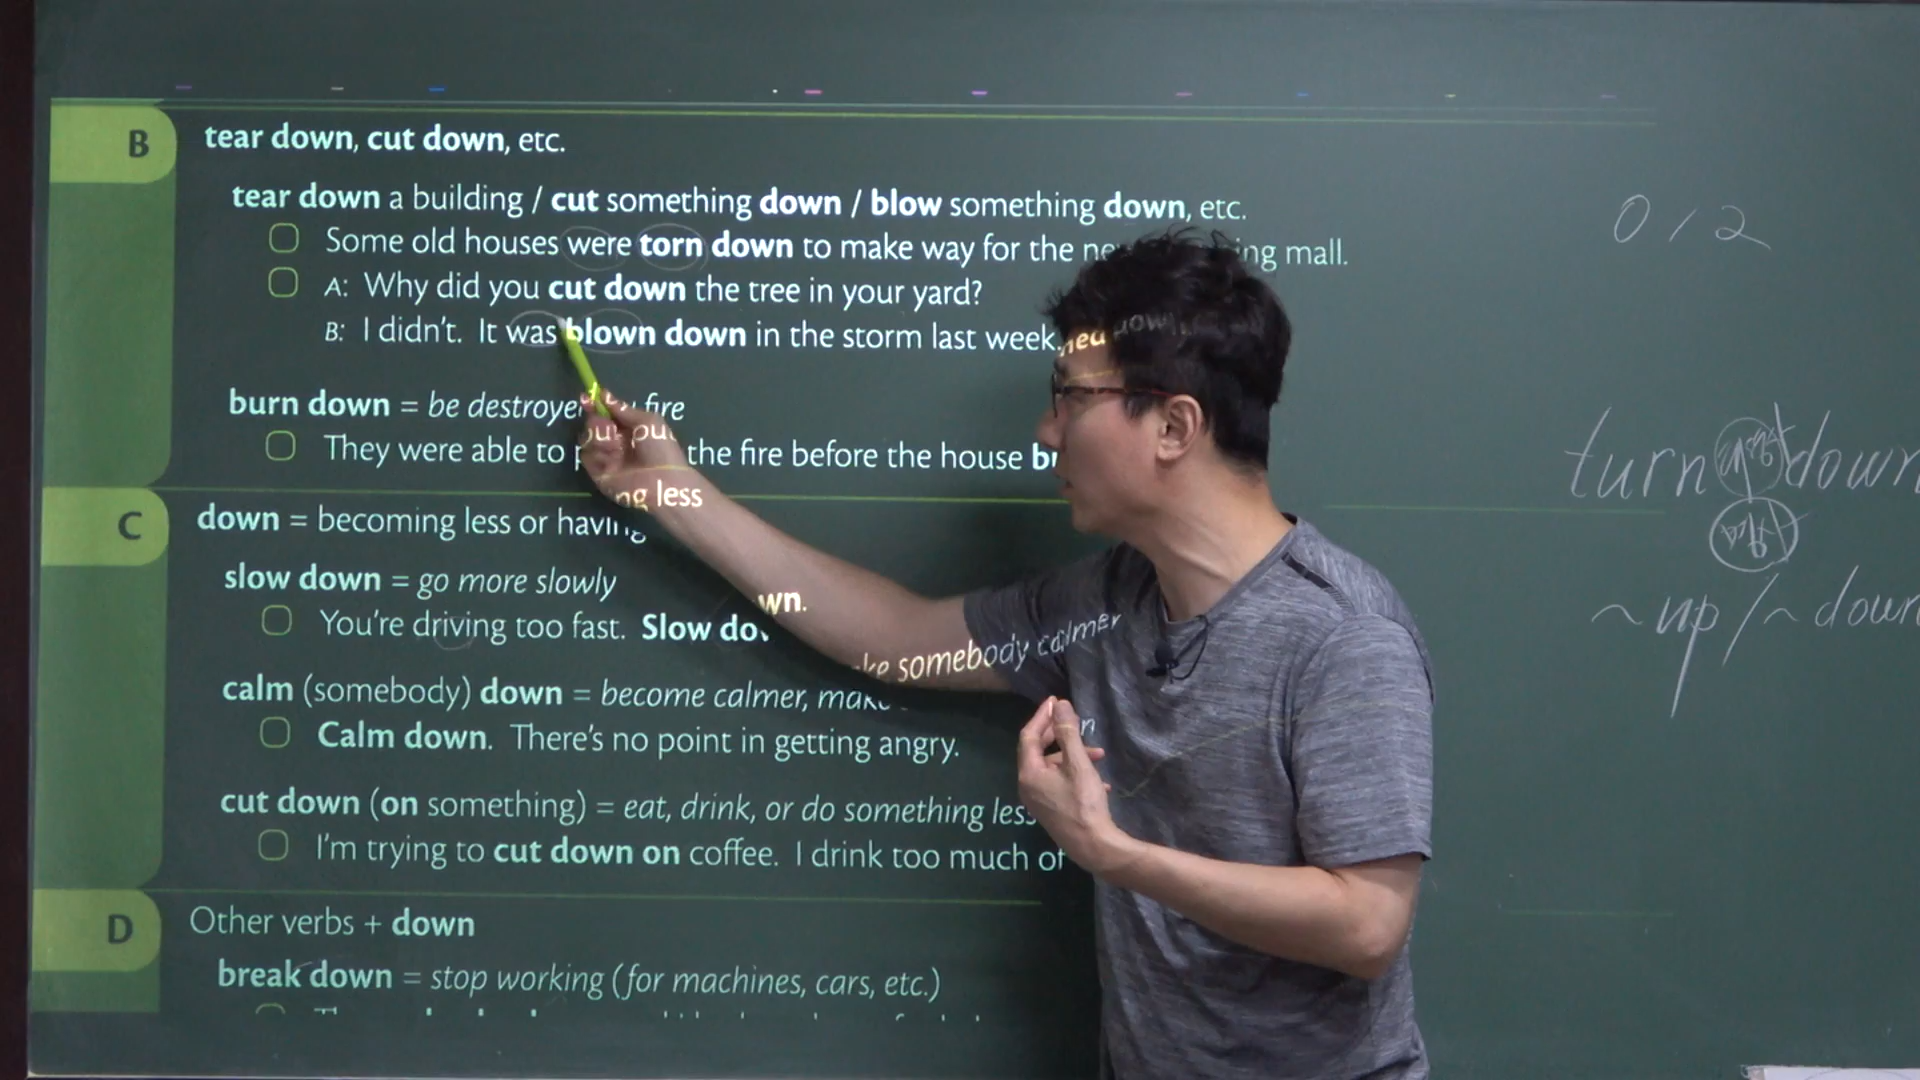 B
tear down, cut down, etc.
tear down a building / cut something down / blow something down, etc.
Some old houses were torn down to make way for the ing mall.
A: Why did you cut down the tree in your yard?
B: I didn't. It was blown down in the storm last week.
burn down = be destroyed fire
They were able to the fire before the house
C
down = becoming less or having less
slow down = go more slowly
You're driving too fast. Slow down.
calm (somebody) down = become calmer, make somebody calmer
Calm down. There's no point in getting angry.
cut down (on something) = eat, drink, or do something less
I'm trying to cut down on coffee. I drink too much of
D
Other verbs + down
break down = stop working (for machines, cars, etc.)
0 / 2
turn down
~up / ~down